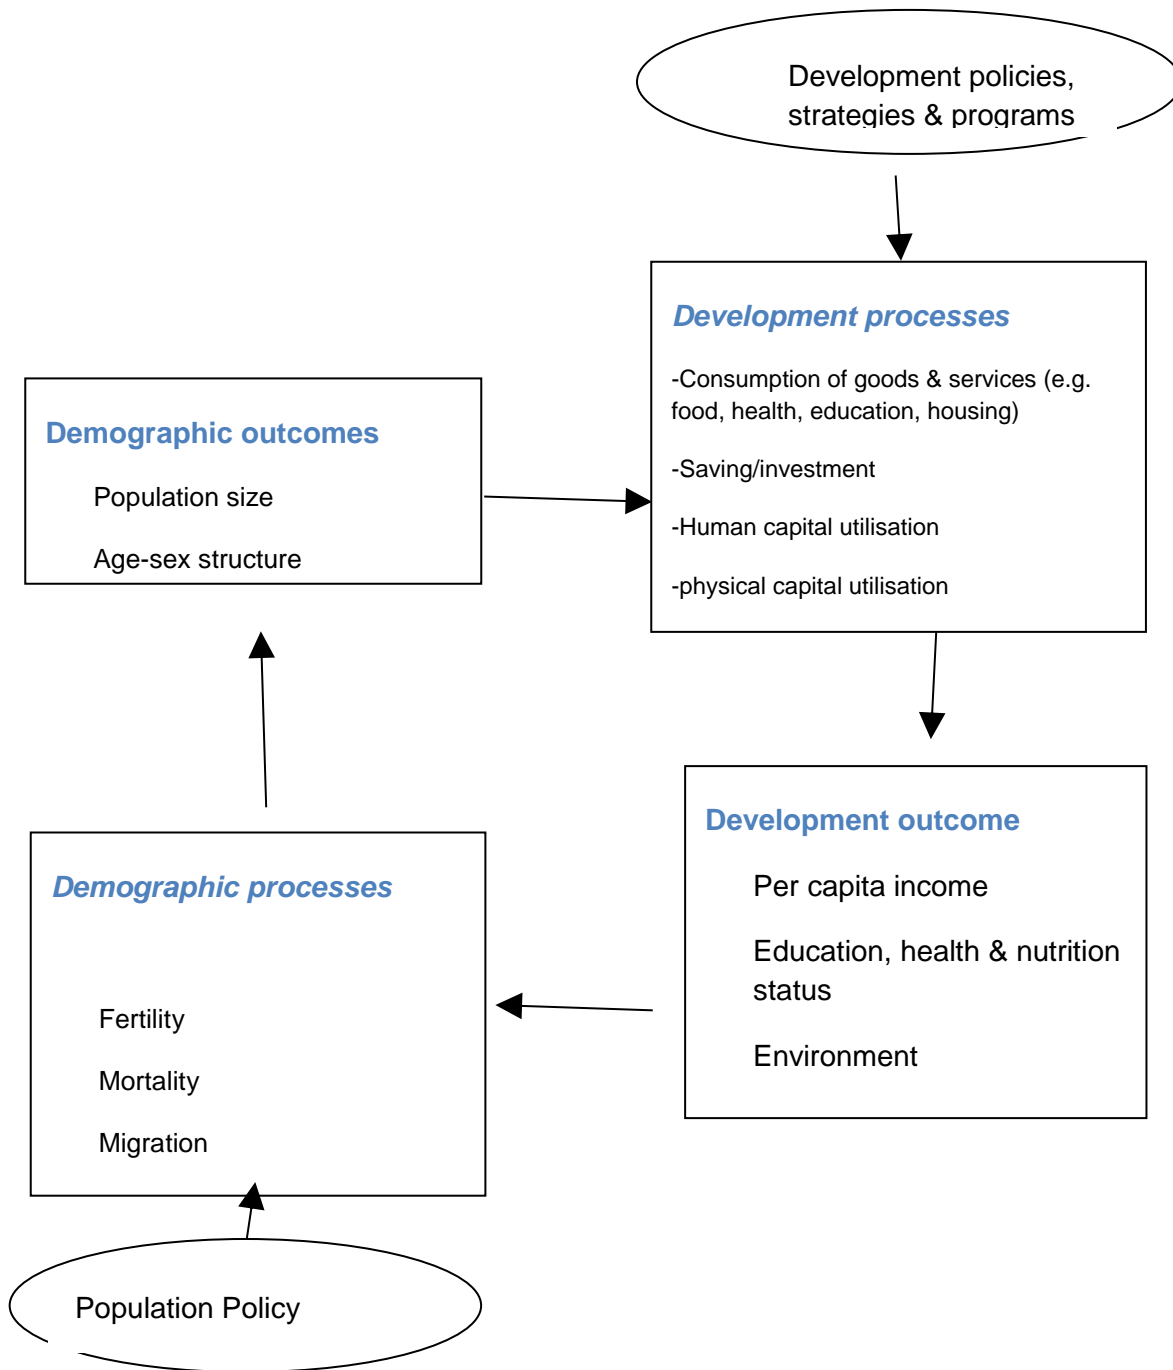 Development policies,
strategies & programs
Development processes
-Consumption of goods & services (e.g.
food, health, education, housing)
-Saving/investment
-Human capital utilisation
-physical capital utilisation
Demographic outcomes
Population size
Age-sex structure
Development outcome
Per capita income
Education, health & nutrition
status
Environment
Demographic processes
Fertility
Mortality
Migration
Population Policy